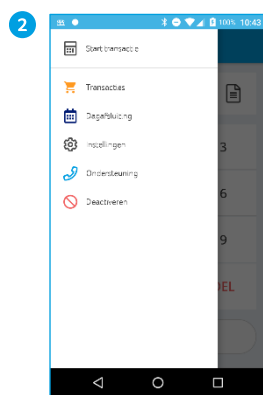 2
100% 10:43
Start transactie
Transacties
Dagafsluiting
Instellingen
3
Ondersteuning
6
Deactiveren
9
DEL